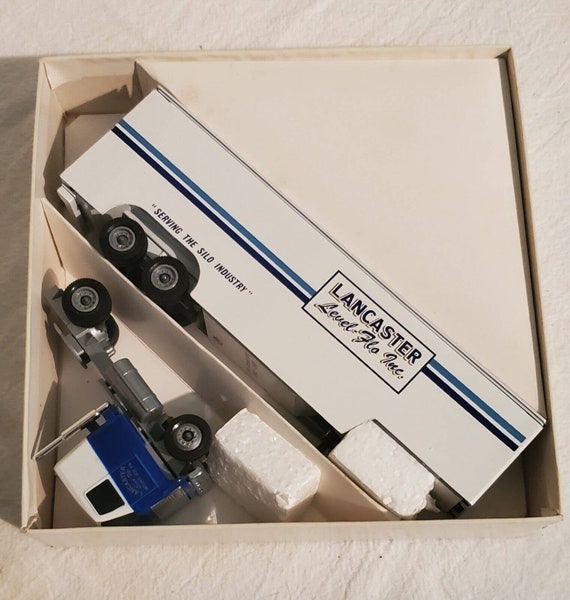 "SERVING THE SILO INDUSTRY"
LANCASTER
Level-Flo Inc.